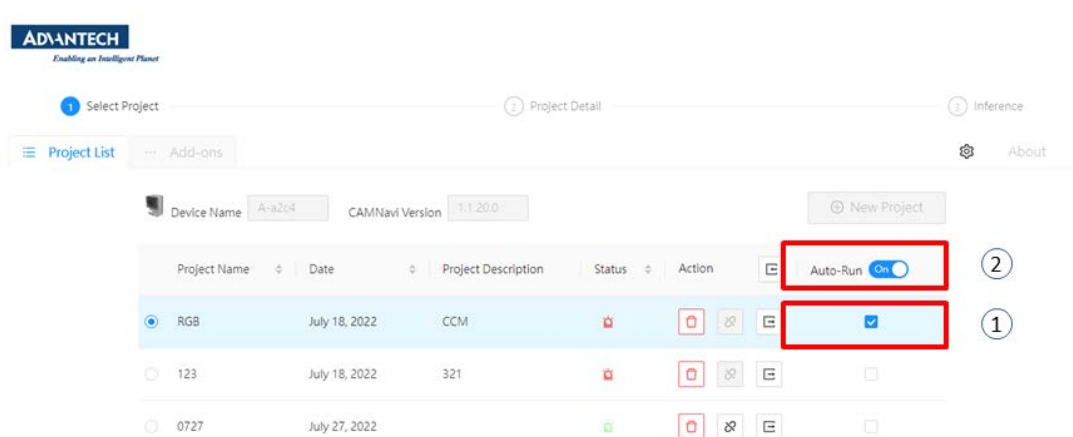 ADVANTECH
Enabling an Intelligent Planet
1 Select Project 2 Project Detail 3 Inference
Project List ··· Add-ons About
Device Name A-a2c4 CAMNavi Version 1.1.20.0 New Project
Project Name Date Project Description Status Action Auto-Run On ②
RGB July 18, 2022 CCM ①
123 July 18, 2022 321
0727 July 27, 2022